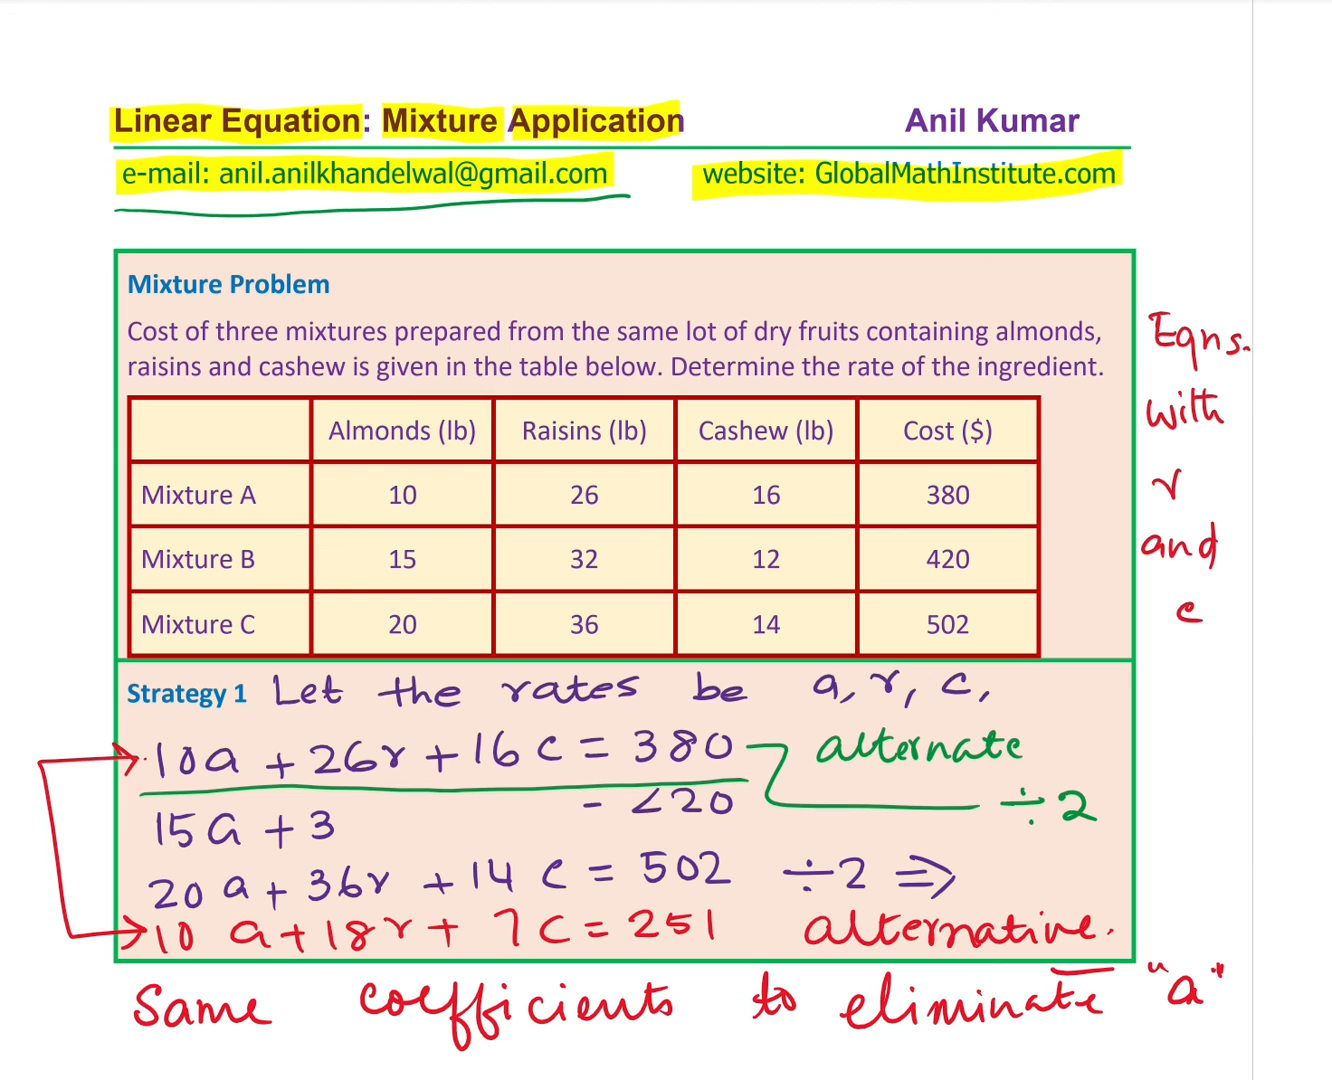 Linear Equation: Mixture Application Anil Kumar
e-mail: anil.anilkhandelwal@gmail.com website: GlobalMathInstitute.com
Mixture Problem
Cost of three mixtures prepared from the same lot of dry fruits containing almonds,
raisins and cashew is given in the table below. Determine the rate of the ingredient.
Almonds (lb) Raisins (lb) Cashew (lb) Cost ($)
Mixture A 10 26 16 380
Mixture B 15 32 12 420
Mixture C 20 36 14 502
Eqns.
with
r
and
c
Strategy 1 Let the rates be a, r, c,
10a + 26r + 16c = 380 alternate
15a + 3 - 20 ÷2
20a + 36r + 14c = 502 ÷2 ⇒
10a + 18r + 7c = 251 alternative.
Same coefficients to eliminate "a"